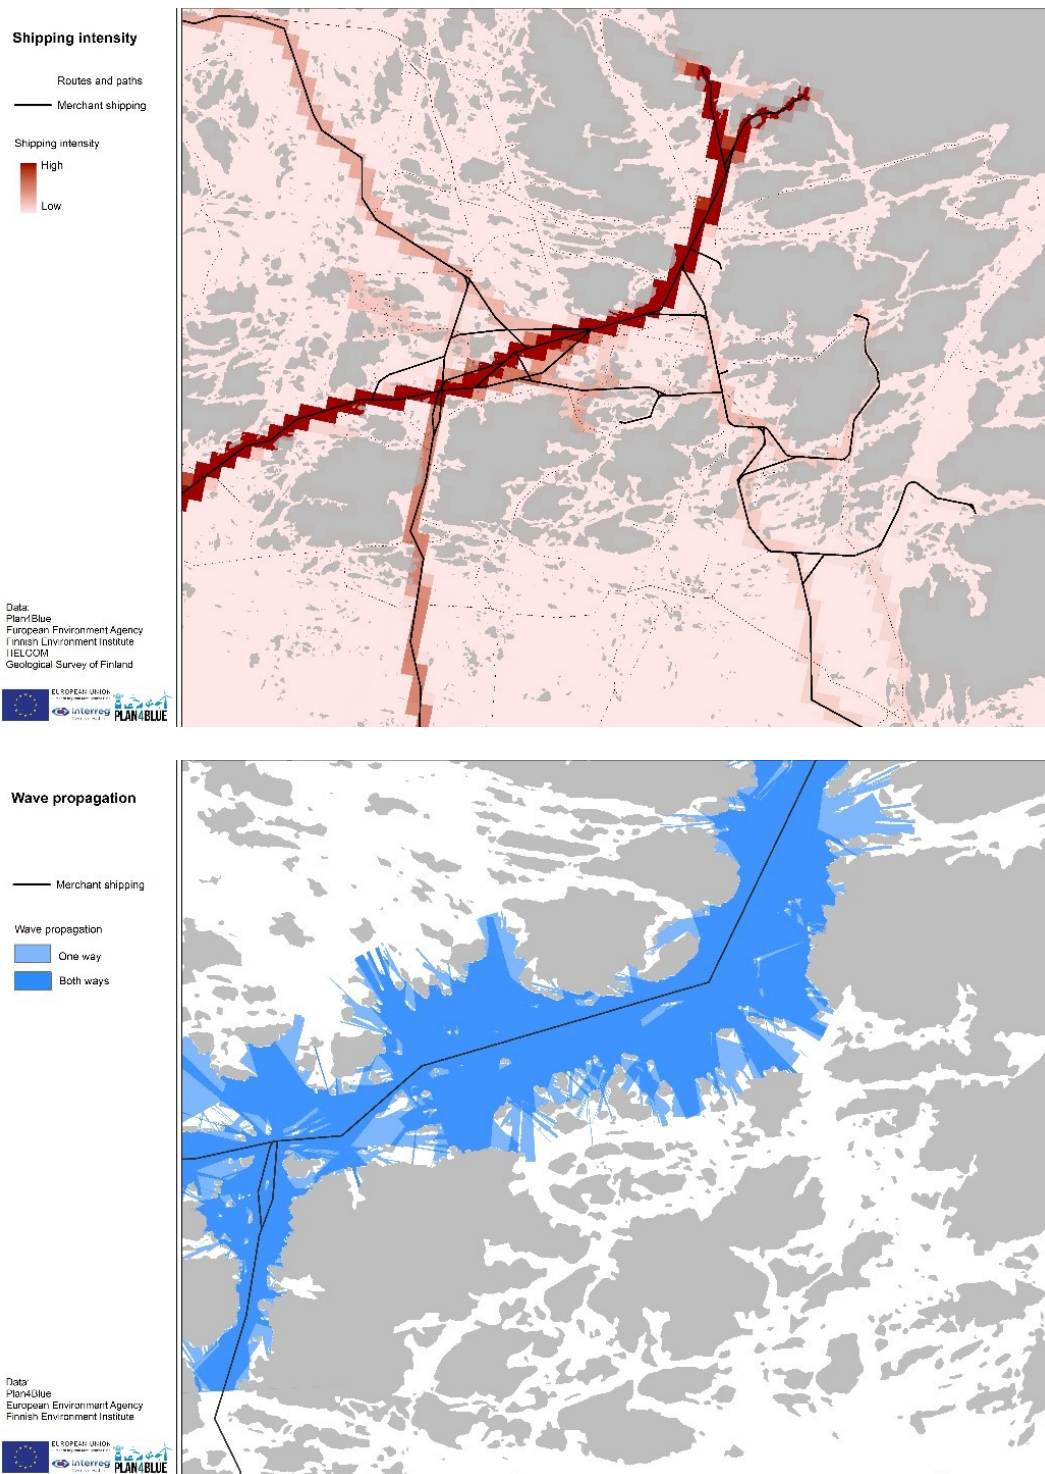 Shipping intensity
Routes and paths
Merchant shipping
Shipping intensity
High
Low
Data:
Plan4Blue
European Environment Agency
Finnish Environment Institute
HELCOM
Geological Survey of Finland
EUROPEAN UNION
Interreg
PLAN4BLUE
Wave propagation
Merchant shipping
Wave propagation
One way
Both ways
Data:
Plan4Blue
European Environment Agency
Finnish Environment Institute
EUROPEAN UNION
Interreg
PLAN4BLUE